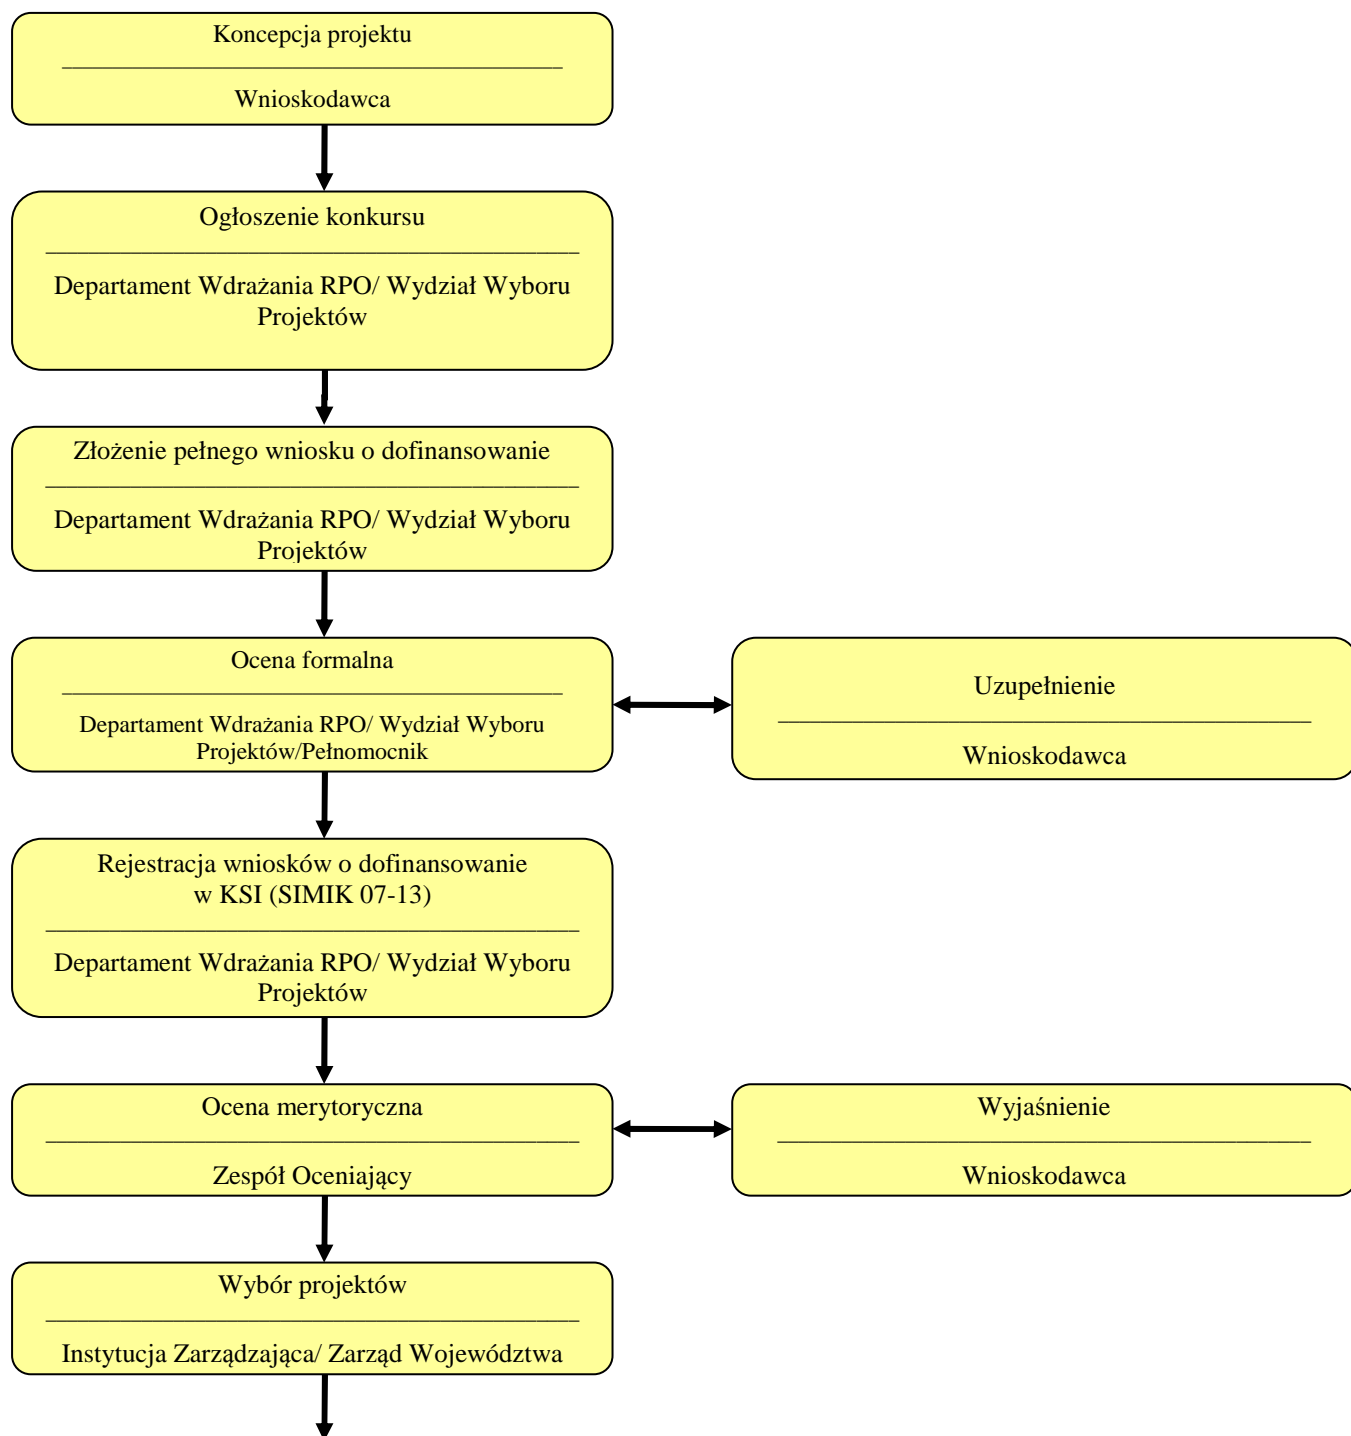 Koncepcja projektu
Wnioskodawca
Ogłoszenie konkursu
Departament Wdrażania RPO/ Wydział Wyboru
Projektów
Złożenie pełnego wniosku o dofinansowanie
Departament Wdrażania RPO/ Wydział Wyboru
Projektów
Ocena formalna
Departament Wdrażania RPO/ Wydział Wyboru
Projektów/Pełnomocnik
Uzupełnienie
Wnioskodawca
Rejestracja wniosków o dofinansowanie
w KSI (SIMIK 07-13)
Departament Wdrażania RPO/ Wydział Wyboru
Projektów
Ocena merytoryczna
Zespół Oceniający
Wyjaśnienie
Wnioskodawca
Wybór projektów
Instytucja Zarządzająca/ Zarząd Województwa